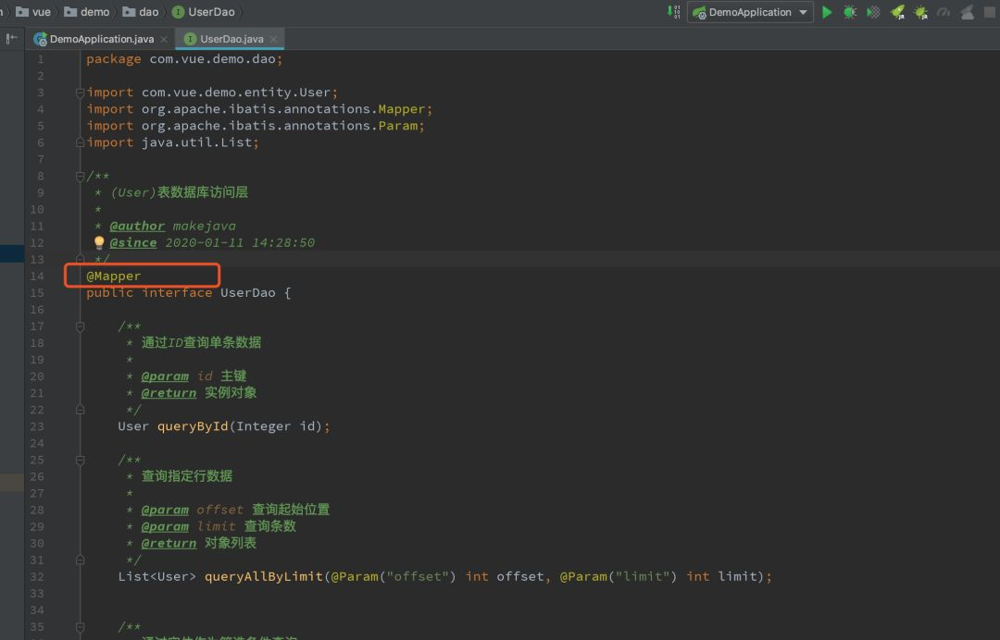 vue demo dao UserDao
DemoApplication
DemoApplication.java UserDao.java
1 package com.vue.demo.dao;
2
3 import com.vue.demo.entity.User;
4 import org.apache.ibatis.annotations.Mapper;
5 import org.apache.ibatis.annotations.Param;
6 import java.util.List;
7
8 /**
9 * (User)表数据库访问层
10 *
11 * @author makejava
12 * @since 2020-01-11 14:28:50
13 */
14 @Mapper
15 public interface UserDao {
16
17 /**
18 * 通过ID查询单条数据
19 *
20 * @param id 主键
21 * @return 实例对象
22 */
23 User queryById(Integer id);
24
25 /**
26 * 查询指定行数据
27 *
28 * @param offset 查询起始位置
29 * @param limit 查询条数
30 * @return 对象列表
31 */
32 List<User> queryAllByLimit(@Param("offset") int offset, @Param("limit") int limit);
33
34
35 /**